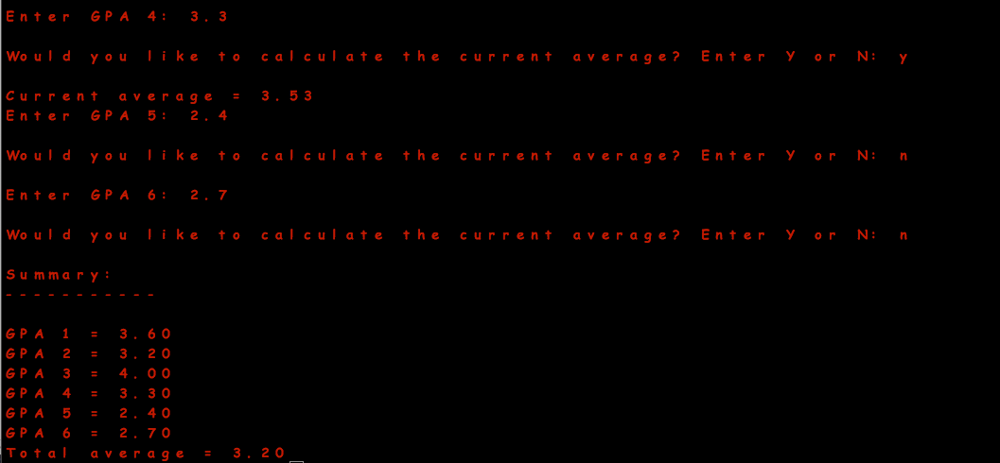 Enter GPA 4: 3.3
Would you like to calculate the current average? Enter Y or N: y
Current average = 3.53
Enter GPA 5: 2.4
Would you like to calculate the current average? Enter Y or N: n
Enter GPA 6: 2.7
Would you like to calculate the current average? Enter Y or N: n
Summary:
-----------
GPA 1 = 3.60
GPA 2 = 3.20
GPA 3 = 4.00
GPA 4 = 3.30
GPA 5 = 2.40
GPA 6 = 2.70
Total average = 3.20